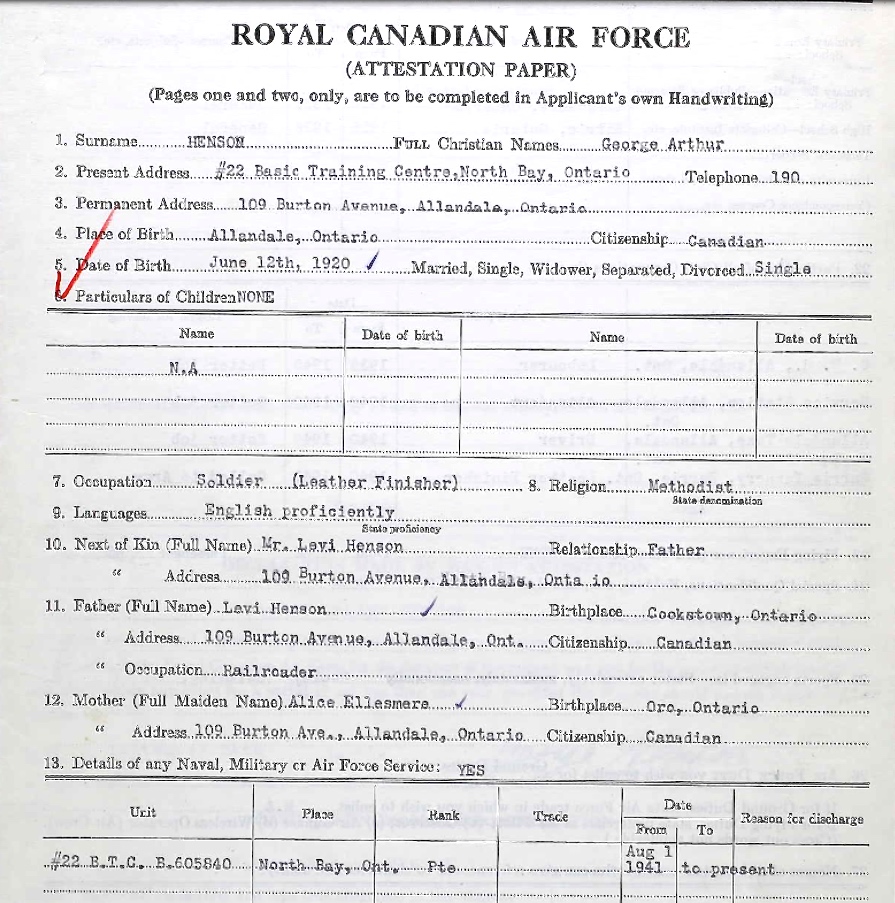 ROYAL CANADIAN AIR FORCE
(ATTESTATION PAPER)
(Pages one and two, only, are to be completed in Applicant's own Handwriting)
1. Surname HENSON FULL Christian Names George Arthur
2. Present Address #22 Basic Training Centre, North Bay, Ontario Telephone 190
3. Permanent Address 109 Burton Avenue, Allandale, Ontario
4. Place of Birth Allandale, Ontario Citizenship Canadian
5. Date of Birth June 12th, 1920 Married, Single, Widower, Separated, Divorced Single
6. Particulars of Children NONE
Name Date of birth Name Date of birth
N.A
7. Occupation Soldier (Leather Finisher) 8. Religion Methodist
State denomination
9. Languages English proficiently
State proficiency
10. Next of Kin (Full Name) Mr. Levi Henson Relationship Father
" Address 109 Burton Avenue, Allandale, Onta io
11. Father (Full Name) Levi Henson Birthplace Cookstown, Ontario
" Address 109 Burton Avenue, Allandale, Ont. Citizenship Canadian
" Occupation Railroader
12. Mother (Full Maiden Name) Alice Ellesmere Birthplace Oro, Ontario
" Address 109 Burton Ave., Allandale, Ontario Citizenship Canadian
13. Details of any Naval, Military or Air Force Service: YES
Unit Place Rank Trade Date Reason for discharge
From To
#22 B.T.C. B.605840 North Bay, Ont. Pte Aug 1 1941 to present